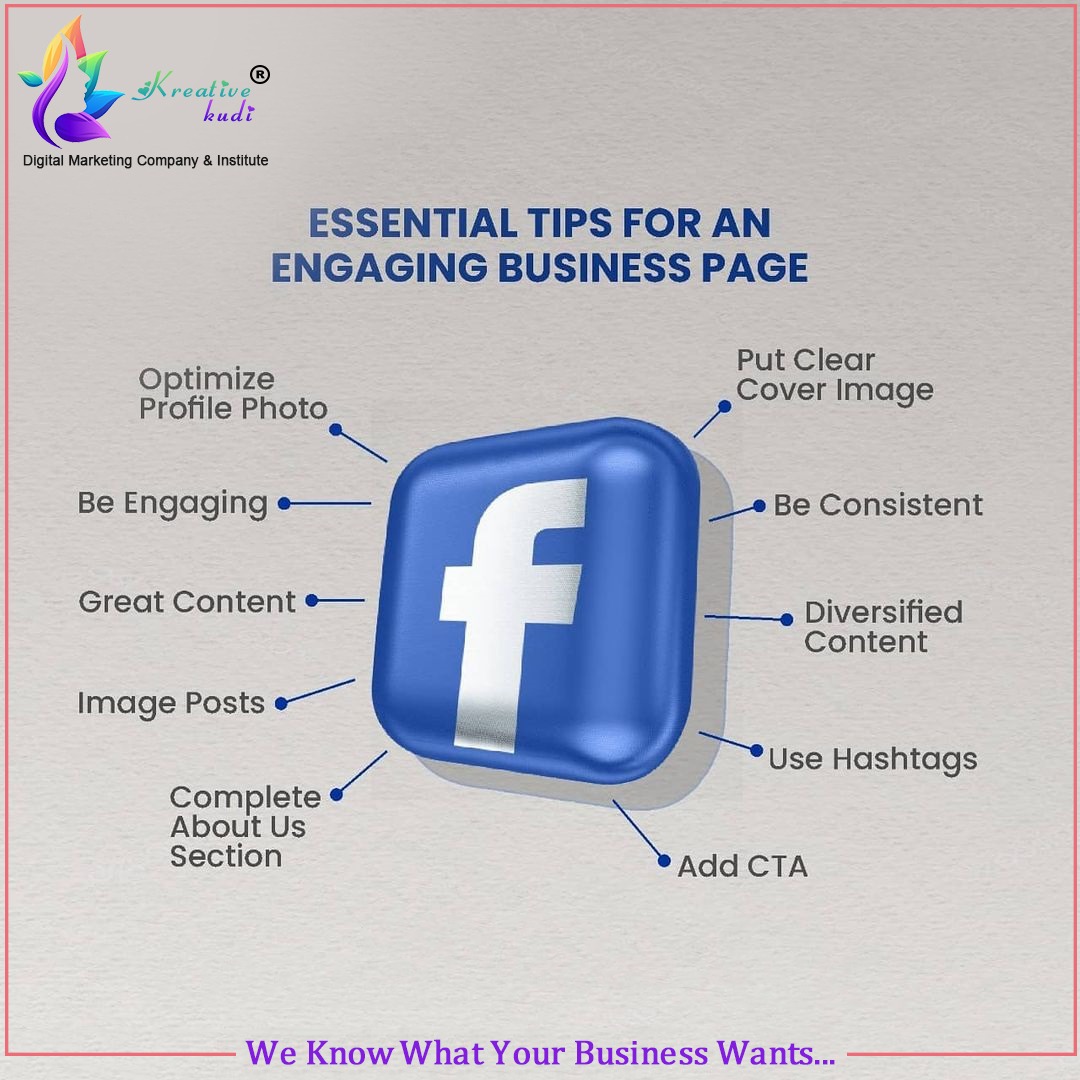 Kreative
kudi
®
Digital Marketing Company & Institute
ESSENTIAL TIPS FOR AN
ENGAGING BUSINESS PAGE
Optimize
Profile Photo
Be Engaging
Great Content
Image Posts
Complete
About Us
Section
Put Clear
Cover Image
Be Consistent
Diversified
Content
Use Hashtags
Add CTA
f
We Know What Your Business Wants...